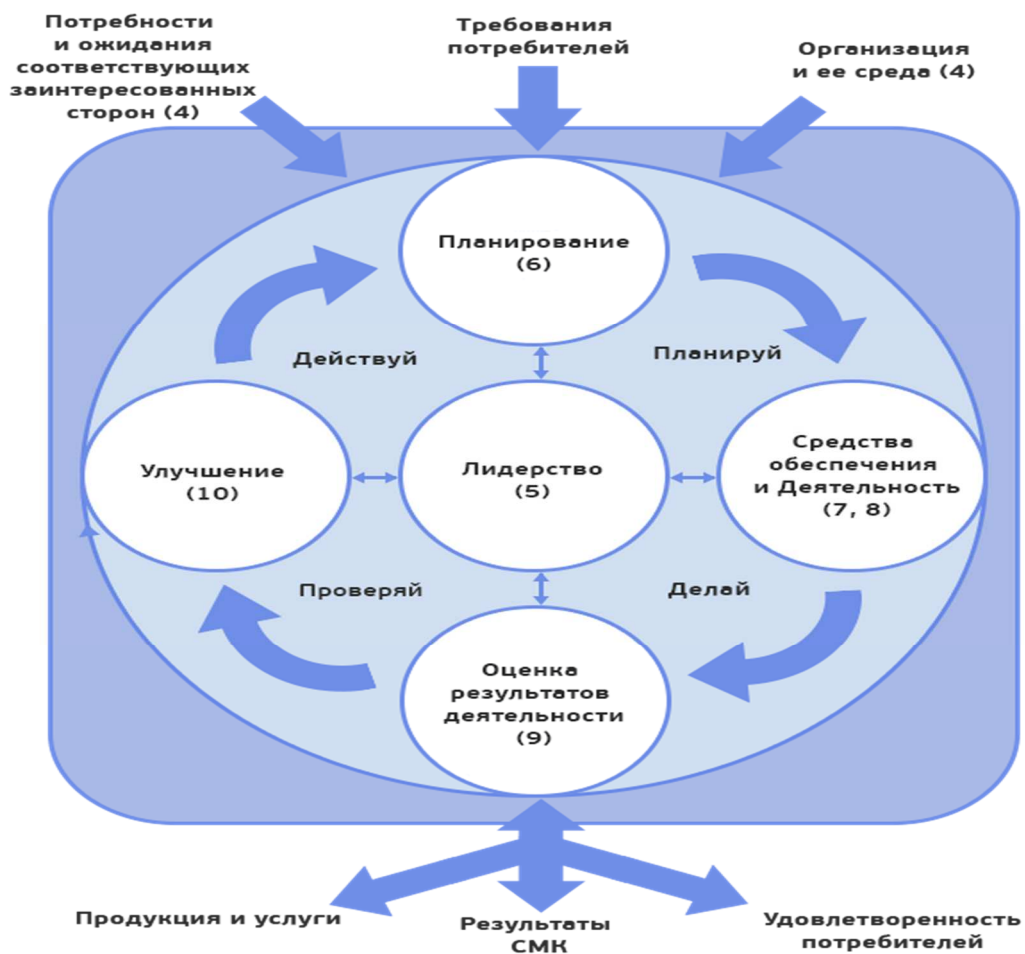 Потребности
и ожидания
соответствующих
заинтересованных
сторон (4)
Требования
потребителей
Организация
и ее среда (4)
Планирование
(6)
Действуй
Планируй
Улучшение
(10)
Лидерство
(5)
Средства
обеспечения
и Деятельность
(7, 8)
Проверяй
Делай
Оценка
результатов
деятельности
(9)
Продукция и услуги
Результаты
СМК
Удовлетворенность
потребителей